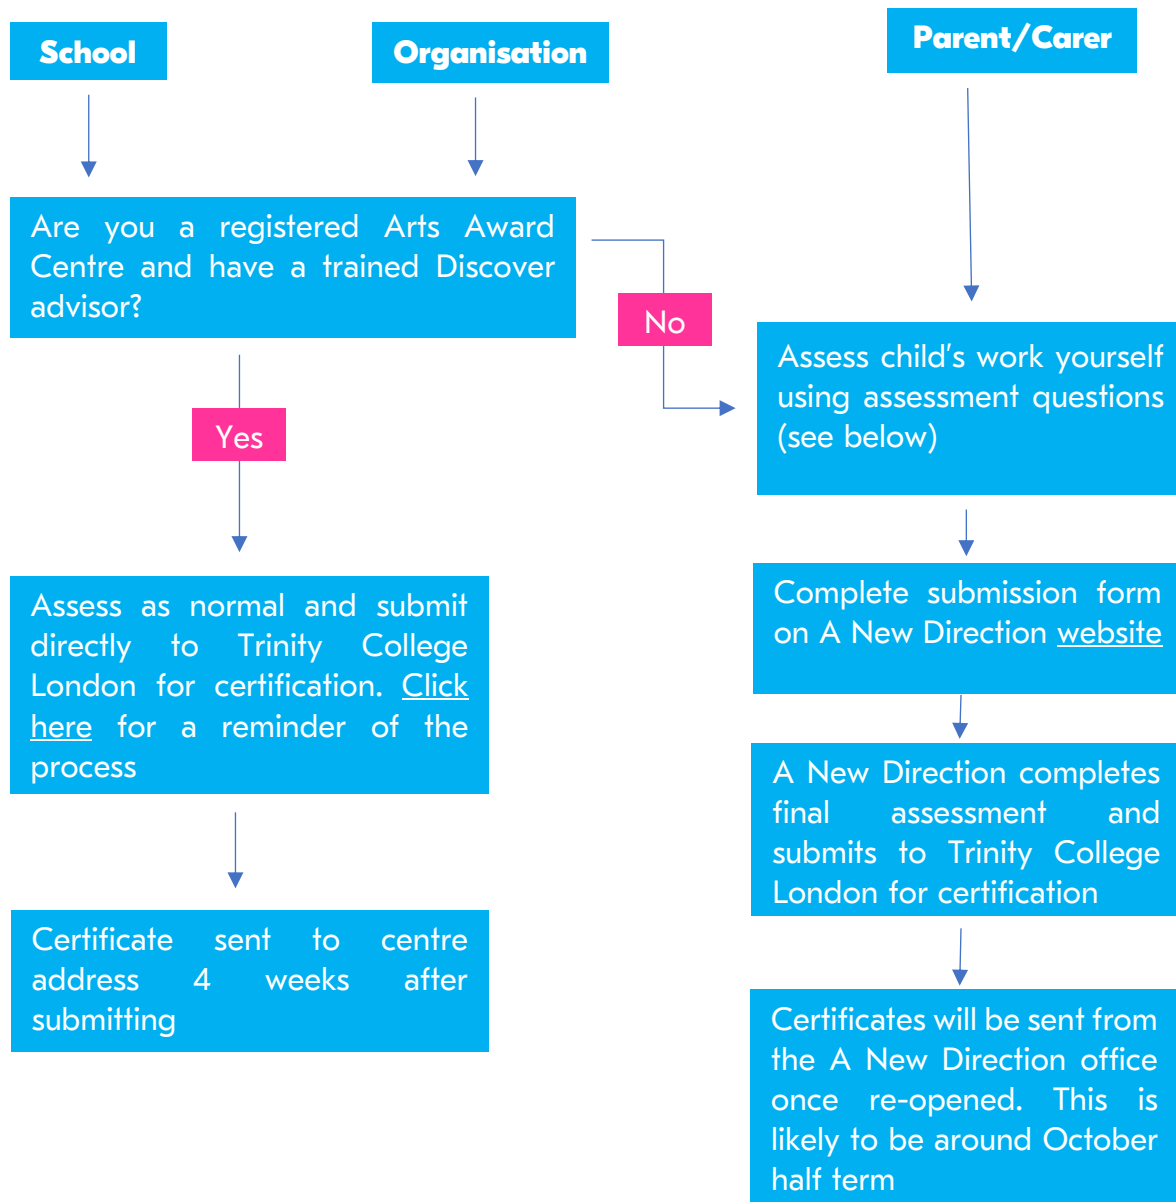 School
Organisation
Parent/Carer
Are you a registered Arts Award
Centre and have a trained Discover
advisor?
No
Yes
Assess child's work yourself
using assessment questions
(see below)
Assess as normal and submit
directly to Trinity College
London for certification. Click
here for a reminder of the
process
Complete submission form
on A New Direction website
A New Direction completes
final assessment and
submits to Trinity College
London for certification
Certificate sent to centre
address 4 weeks after
submitting
Certificates will be sent from
the A New Direction office
once re-opened. This is
likely to be around October
half term